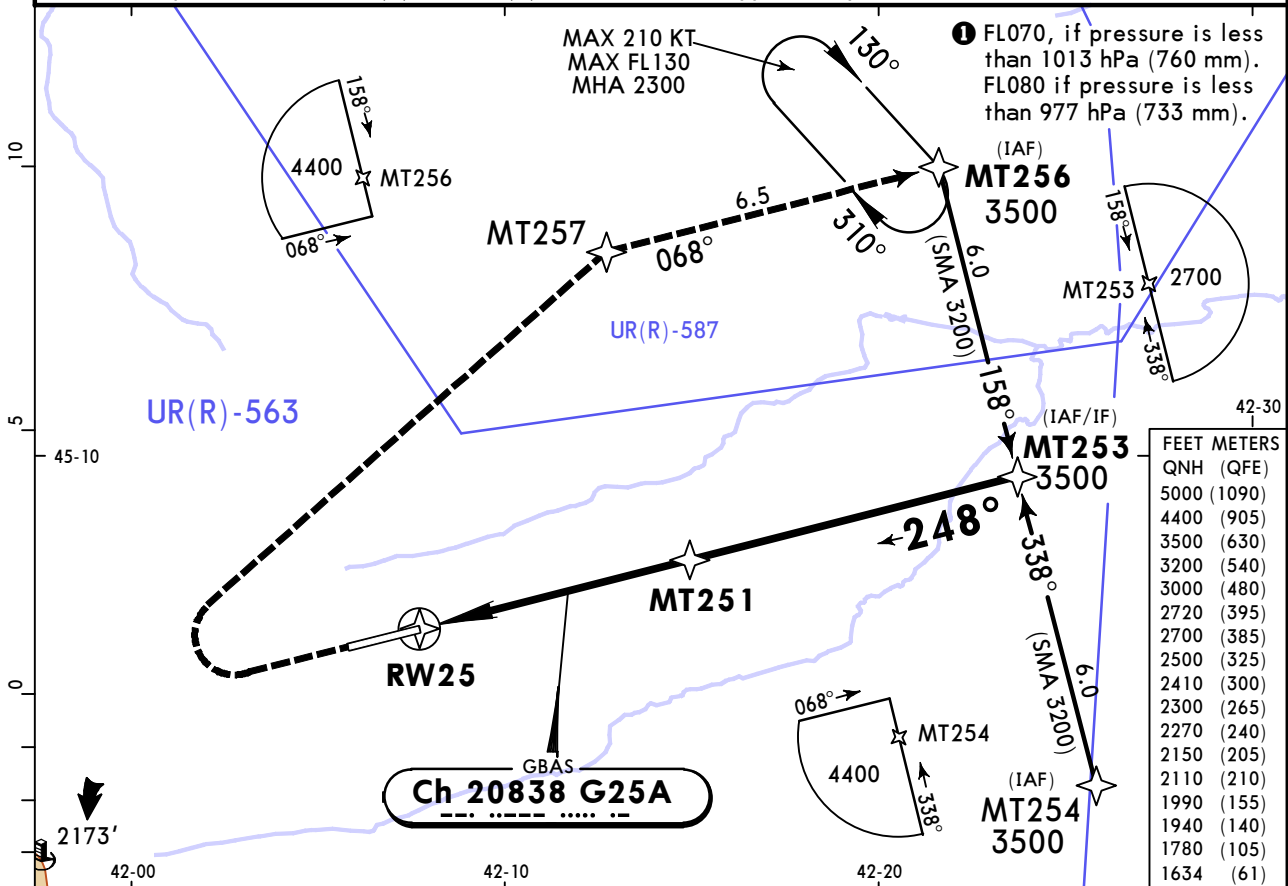 MAX 210 KT
MAX FL130
MHA 2300
130°
310°
❶ FL070, if pressure is less
than 1013 hPa (760 mm).
FL080 if pressure is less
than 977 hPa (733 mm).
158°
4400
MT256
068°
10
5
0
45-10
(IAF)
MT256
3500
MT257
6.5
068°
6.0
(SMA 3200)
158°
158°
MT253
2700
338°
UR(R)-587
UR(R)-563
(IAF/IF)
MT253
3500
42-30
248°
MT251
RW25
338°
(SMA 3200)
6.0
GBAS
Ch 20838 G25A
068°
MT254
4400
338°
(IAF)
MT254
3500
2173'
42-00
42-10
42-20
FEET METERS
QNH (QFE)
5000 (1090)
4400 (905)
3500 (630)
3200 (540)
3000 (480)
2720 (395)
2700 (385)
2500 (325)
2410 (300)
2300 (265)
2270 (240)
2150 (205)
2110 (210)
1990 (155)
1940 (140)
1780 (105)
1634 (61)